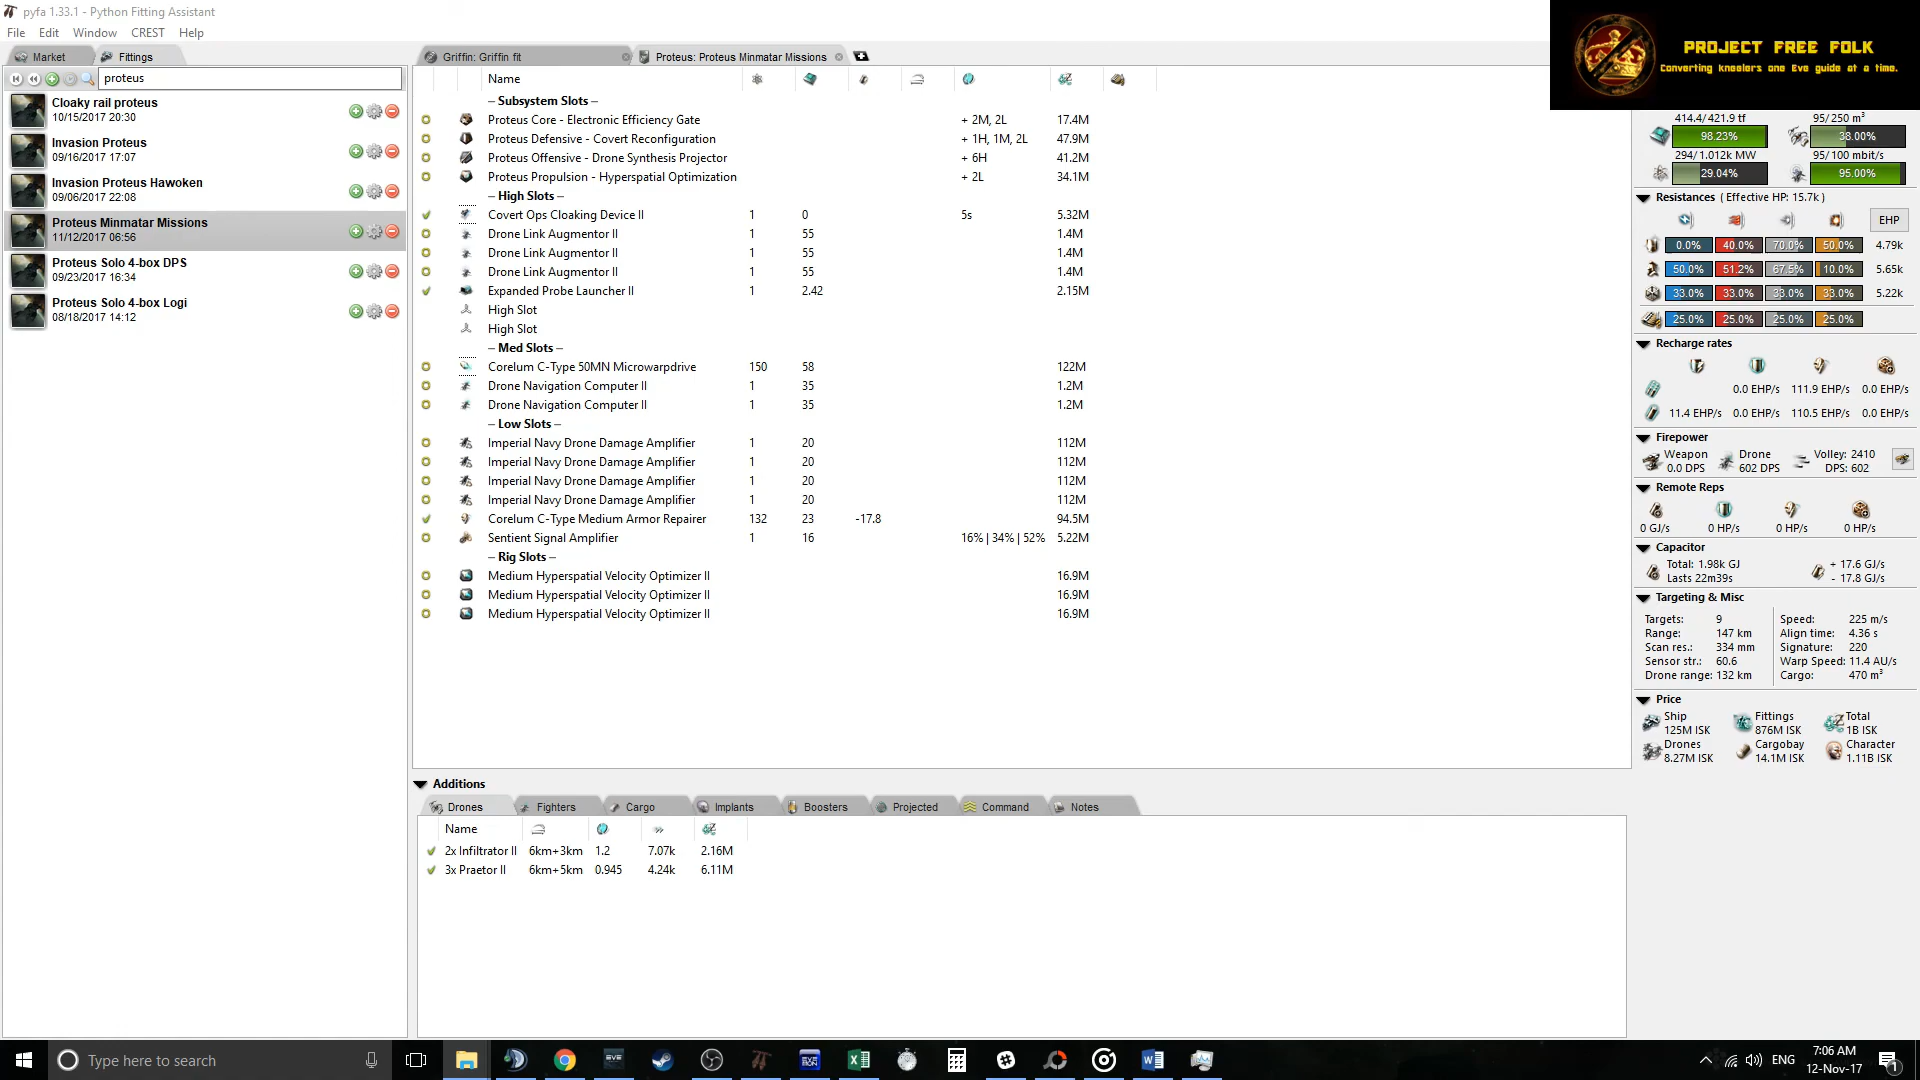 pyfa 1.33.1 - Python Fitting Assistant
File Edit Window CREST Help
Market Fittings
proteus
Cloaky rail proteus
10/15/2017 20:30
Invasion Proteus
09/16/2017 17:07
Invasion Proteus Hawoken
09/06/2017 22:08
Proteus Minmatar Missions
11/12/2017 06:56
Proteus Solo 4-box DPS
09/23/2017 16:34
Proteus Solo 4-box Logi
08/18/2017 14:12
Griffin: Griffin fit Proteus: Proteus Minmatar Missions
Name
– Subsystem Slots –
Proteus Core - Electronic Efficiency Gate + 2M, 2L 17.4M
Proteus Defensive - Covert Reconfiguration + 1H, 1M, 2L 47.9M
Proteus Offensive - Drone Synthesis Projector + 6H 41.2M
Proteus Propulsion - Hyperspatial Optimization + 2L 34.1M
– High Slots –
Covert Ops Cloaking Device II 1 0 5s 5.32M
Drone Link Augmentor II 1 55 1.4M
Drone Link Augmentor II 1 55 1.4M
Drone Link Augmentor II 1 55 1.4M
Expanded Probe Launcher II 1 2.42 2.15M
High Slot
High Slot
– Med Slots –
Corelum C-Type 50MN Microwarpdrive 150 58 122M
Drone Navigation Computer II 1 35 1.2M
Drone Navigation Computer II 1 35 1.2M
– Low Slots –
Imperial Navy Drone Damage Amplifier 1 20 112M
Imperial Navy Drone Damage Amplifier 1 20 112M
Imperial Navy Drone Damage Amplifier 1 20 112M
Imperial Navy Drone Damage Amplifier 1 20 112M
Corelum C-Type Medium Armor Repairer 132 23 -17.8 94.5M
Sentient Signal Amplifier 1 16 16% | 34% | 52% 5.22M
– Rig Slots –
Medium Hyperspatial Velocity Optimizer II 16.9M
Medium Hyperspatial Velocity Optimizer II 16.9M
Medium Hyperspatial Velocity Optimizer II 16.9M
Additions
Drones Fighters Cargo Implants Boosters Projected Command Notes
Name
2x Infiltrator II 6km+3km 1.2 7.07k 2.16M
3x Praetor II 6km+5km 0.945 4.24k 6.11M
PROJECT FREE FOLK
Converting kneelers one Eve guide at a time.
414.4/421.9 tf 95/250 m³
98.23% 38.00%
294/1.012k MW 95/100 mbit/s
29.04% 95.00%
Resistances ( Effective HP: 15.7k )
EHP
0.0% 40.0% 70.0% 50.0% 4.79k
50.0% 51.2% 67.5% 10.0% 5.65k
33.0% 33.0% 33.0% 33.0% 5.22k
25.0% 25.0% 25.0% 25.0%
Recharge rates
0.0 EHP/s 111.9 EHP/s 0.0 EHP/s
11.4 EHP/s 0.0 EHP/s 110.5 EHP/s 0.0 EHP/s
Firepower
Weapon Drone Volley: 2410
0.0 DPS 602 DPS DPS: 602
Remote Reps
0 GJ/s 0 HP/s 0 HP/s 0 HP/s
Capacitor
Total: 1.98k GJ + 17.6 GJ/s
Lasts 22m39s - 17.8 GJ/s
Targeting & Misc
Targets: 9 Speed: 225 m/s
Range: 147 km Align time: 4.36 s
Scan res.: 334 mm Signature: 220
Sensor str.: 60.6 Warp Speed: 11.4 AU/s
Drone range: 132 km Cargo: 470 m³
Price
Ship Fittings Total
125M ISK 876M ISK 1B ISK
Drones Cargobay Character
8.27M ISK 14.1M ISK 1.11B ISK
Type here to search
ENG
7:06 AM
12-Nov-17
1